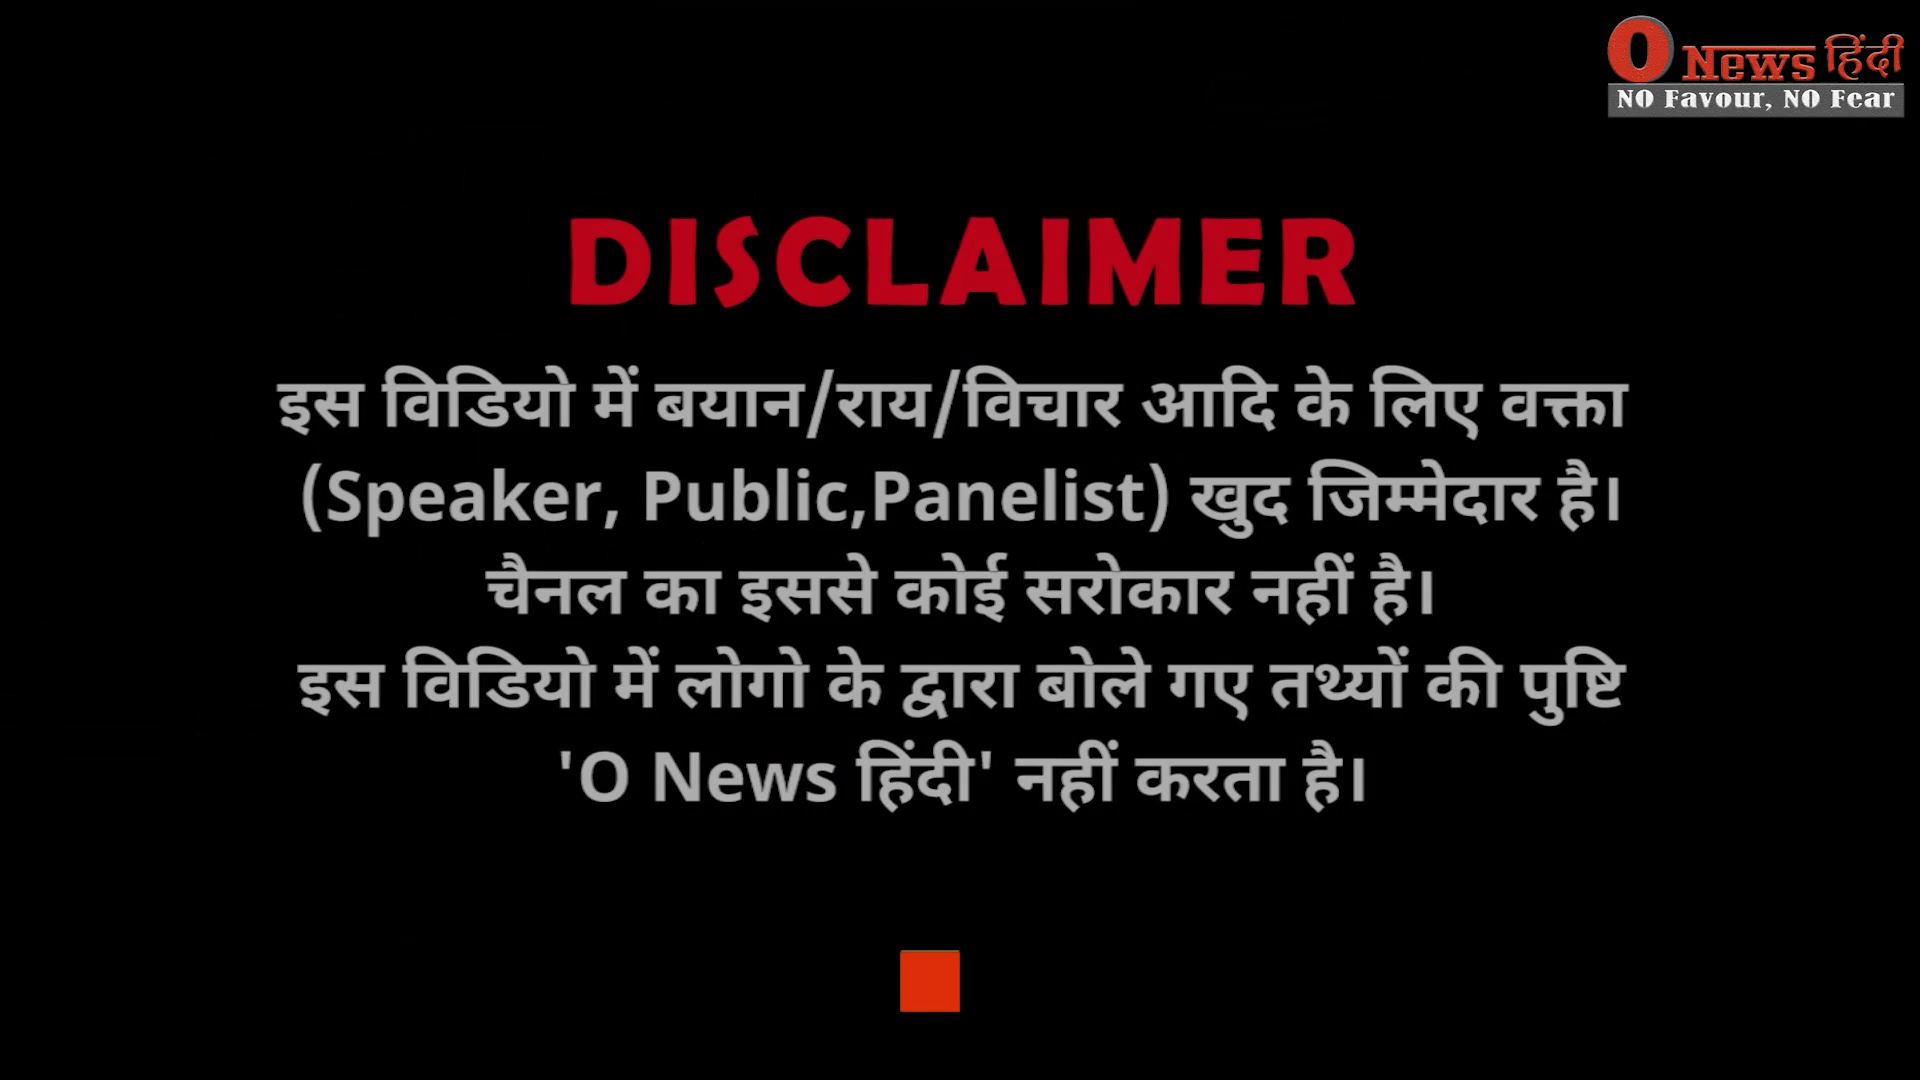 O News हिंदी
NO Favour, NO Fear
DISCLAIMER
इस विडियो में बयान/राय/विचार आदि के लिए वक्ता
(Speaker, Public,Panelist) खुद जिम्मेदार है।
चैनल का इससे कोई सरोकार नहीं है।
इस विडियो में लोगो के द्वारा बोले गए तथ्यों की पुष्टि
'O News हिंदी' नहीं करता है।